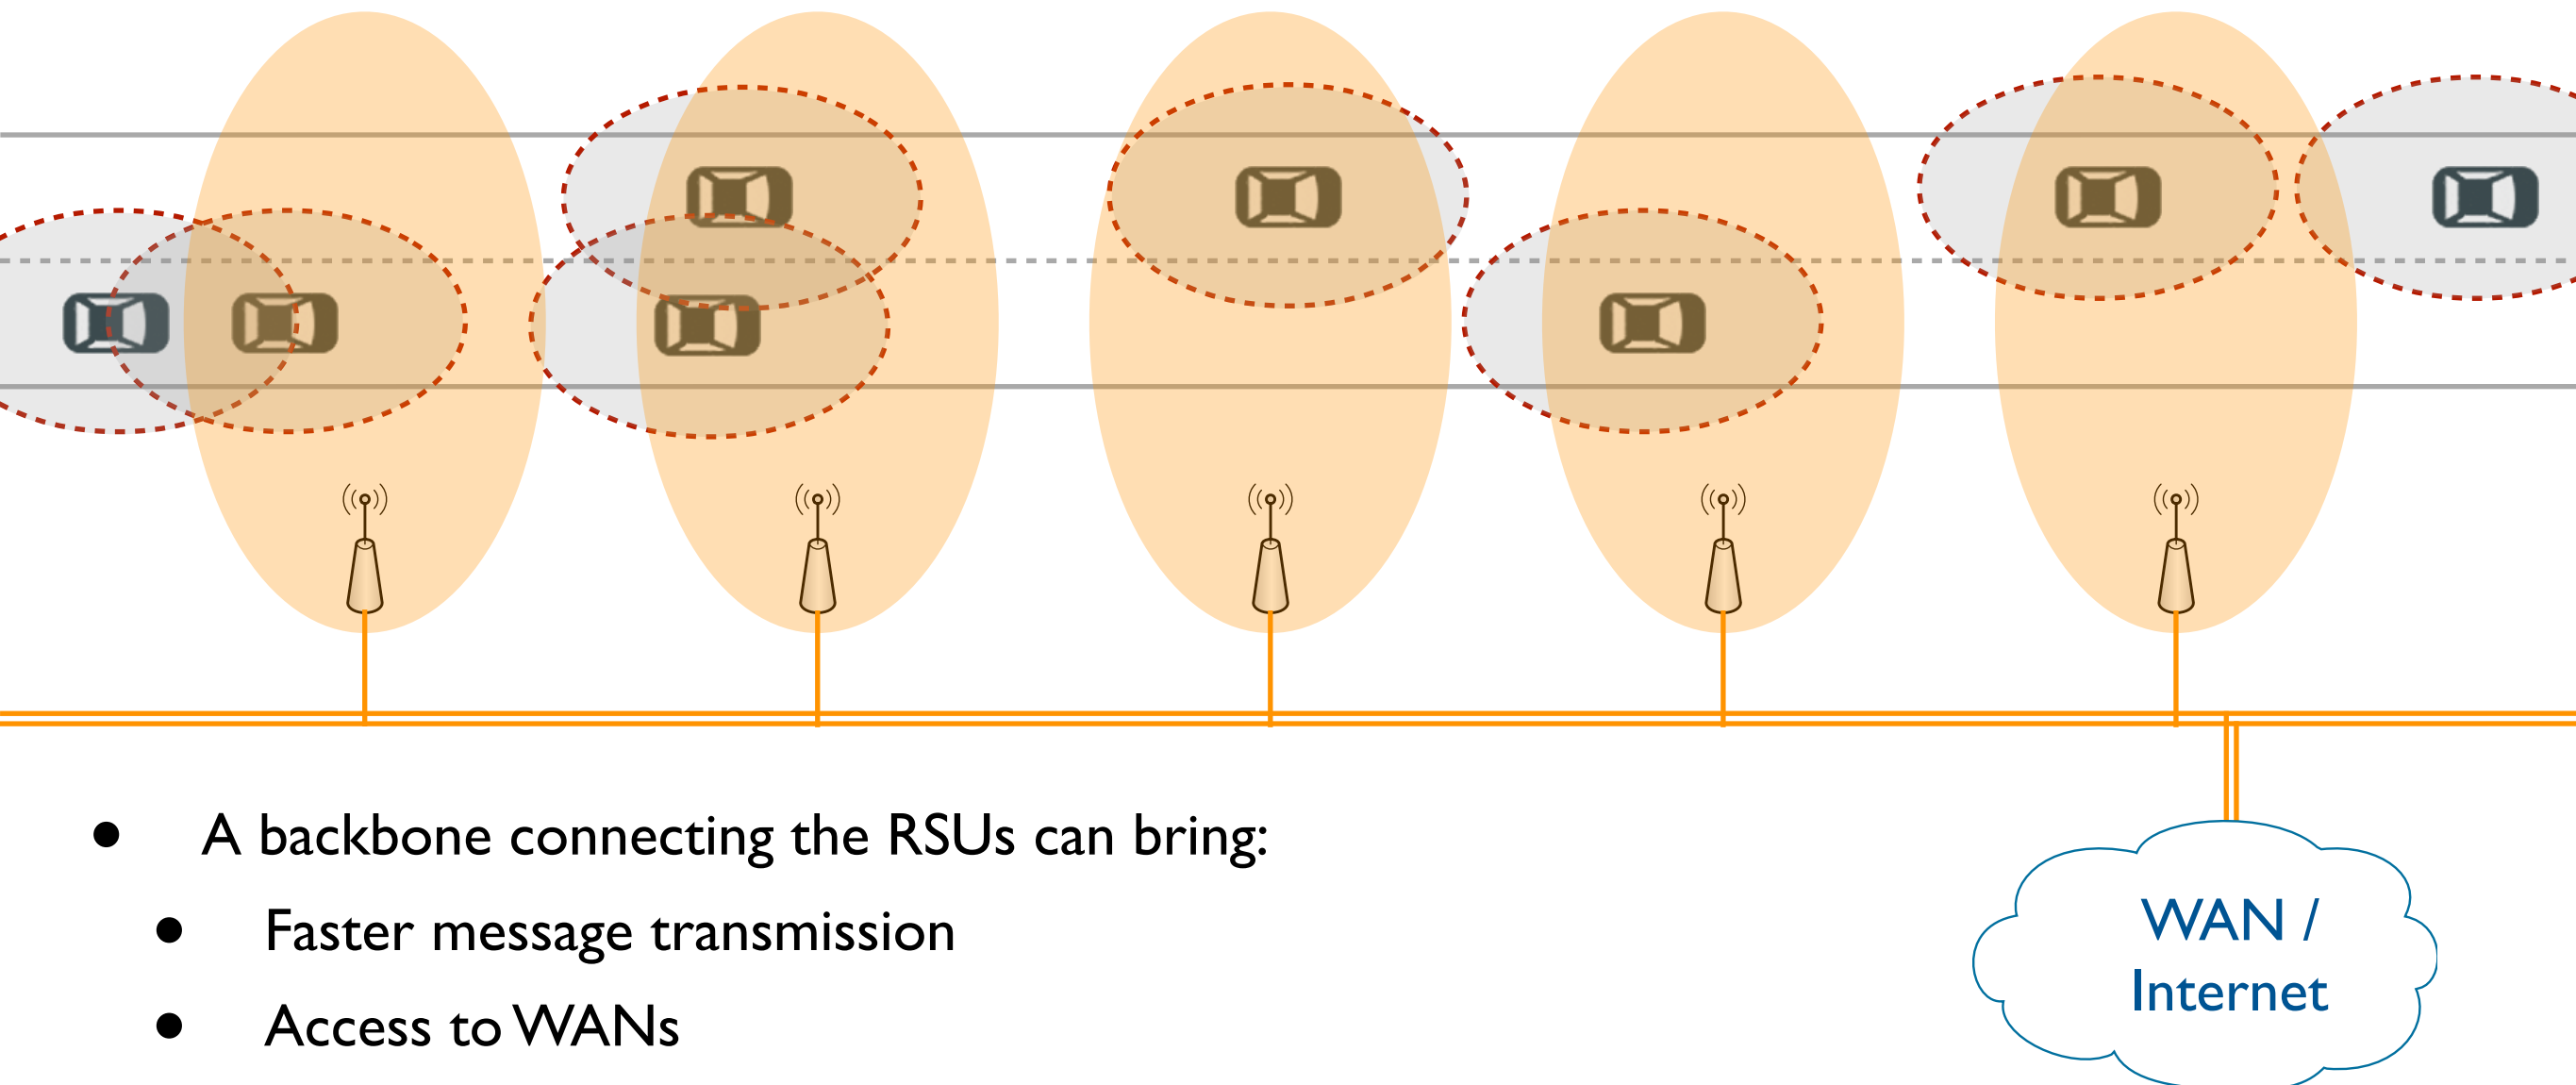 • A backbone connecting the RSUs can bring:
• Faster message transmission
• Access to WANs
WAN /
Internet